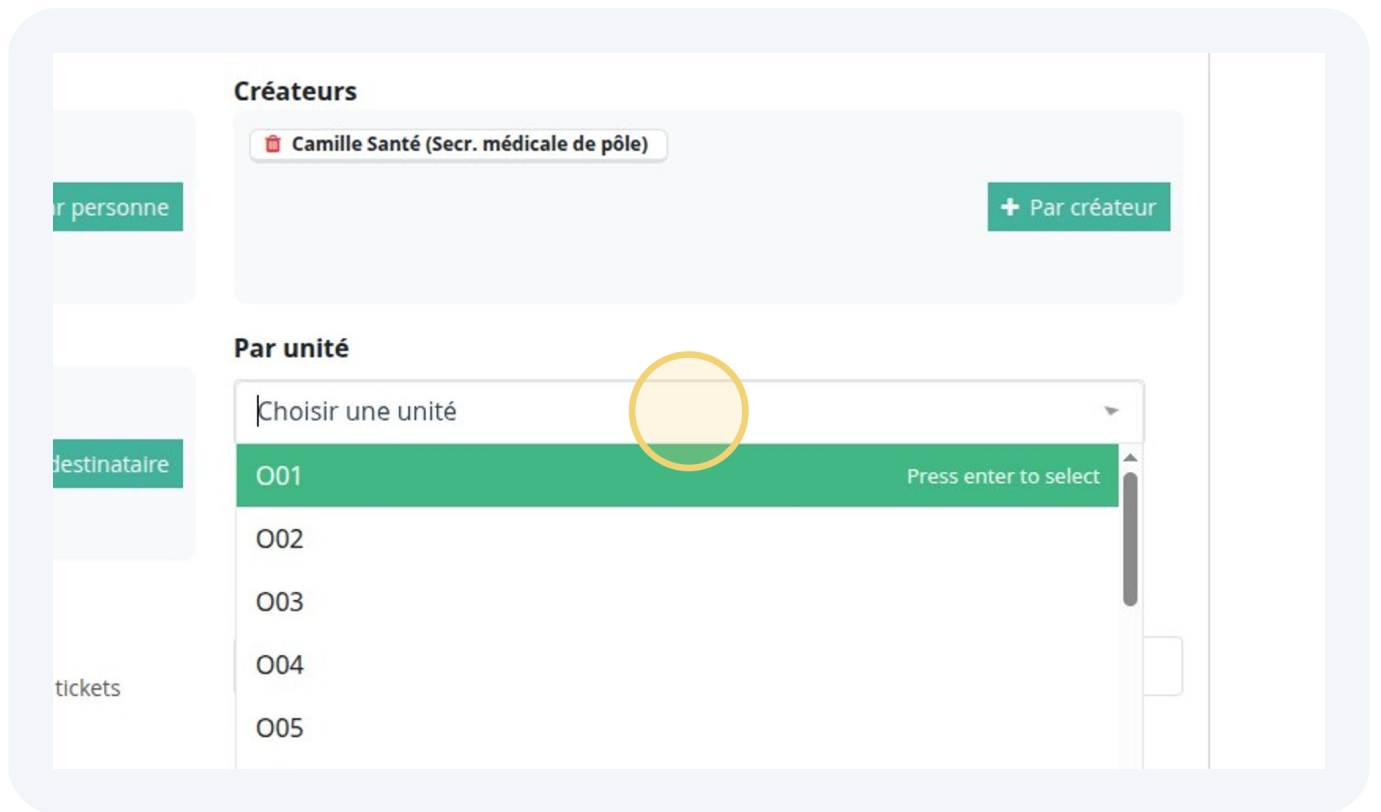 Créateurs
Camille Santé (Secr. médicale de pôle)
personne
+ Par créateur
Par unité
Choisir une unité
destinataire
O01 Press enter to select
O02
O03
O04
tickets
O05